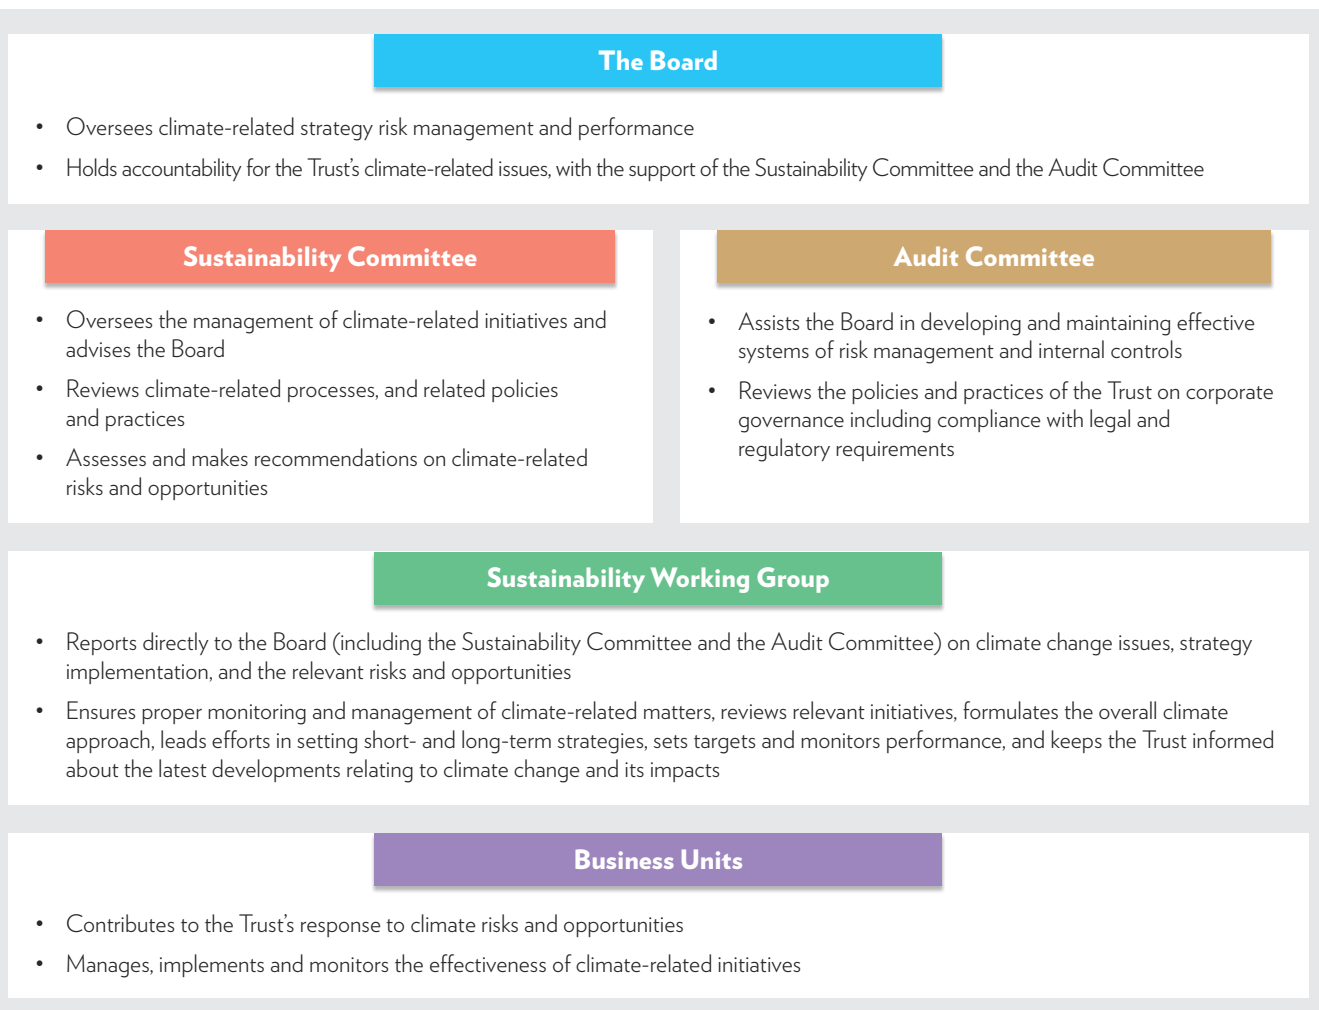 The Board
• Oversees climate-related strategy risk management and performance
• Holds accountability for the Trust’s climate-related issues, with the support of the Sustainability Committee and the Audit Committee
Sustainability Committee
• Oversees the management of climate-related initiatives and
advises the Board
• Reviews climate-related processes, and related policies
and practices
• Assesses and makes recommendations on climate-related
risks and opportunities
Audit Committee
• Assists the Board in developing and maintaining effective
systems of risk management and internal controls
• Reviews the policies and practices of the Trust on corporate
governance including compliance with legal and
regulatory requirements
Sustainability Working Group
• Reports directly to the Board (including the Sustainability Committee and the Audit Committee) on climate change issues, strategy
implementation, and the relevant risks and opportunities
• Ensures proper monitoring and management of climate-related matters, reviews relevant initiatives, formulates the overall climate
approach, leads efforts in setting short- and long-term strategies, sets targets and monitors performance, and keeps the Trust informed
about the latest developments relating to climate change and its impacts
Business Units
• Contributes to the Trust’s response to climate risks and opportunities
• Manages, implements and monitors the effectiveness of climate-related initiatives